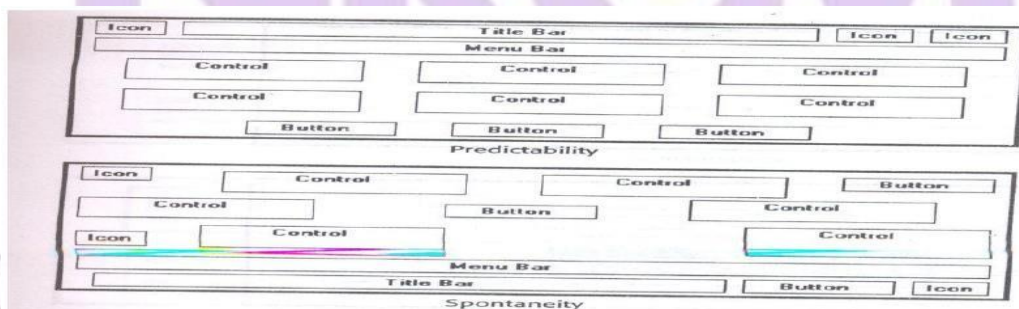 Icon Title Bar Icon Icon
Menu Bar
Control Control Control
Control Control Control
Button Button Button
Predictability
Icon Control Control Button
Control Button Control
Icon Control Control
Menu Bar
Title Bar Button Icon
Spontaneity